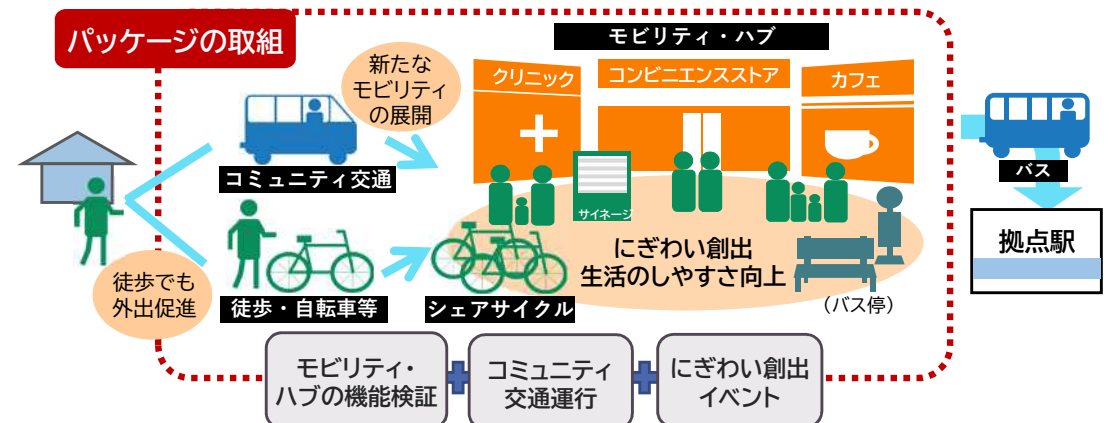 パッケージの取組
モビリティ・ハブ
新たな
モビリティ
の展開
クリニック
コンビニエンスストア
カフェ
コミュニティ交通
バス
サイネージ
拠点駅
にぎわい創出
生活のしやすさ向上
徒歩でも
外出促進
徒歩・自転車等
シェアサイクル
(バス停)
モビリティ・
ハブの機能検証
コミュニティ
交通運行
にぎわい創出
イベント